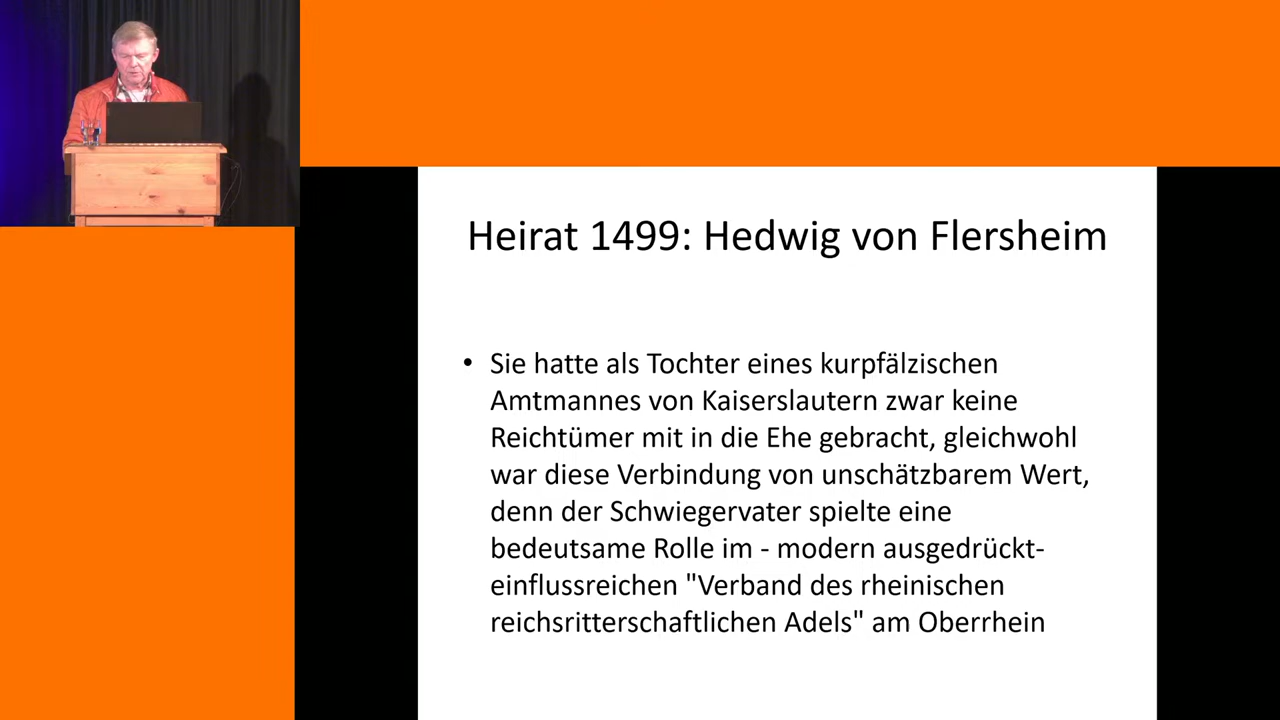 Heirat 1499: Hedwig von Flersheim
• Sie hatte als Tochter eines kurpfälzischen
Amtmannes von Kaiserslautern zwar keine
Reichtümer mit in die Ehe gebracht, gleichwohl
war diese Verbindung von unschätzbarem Wert,
denn der Schwiegervater spielte eine
bedeutsame Rolle im - modern ausgedrückt-
einflussreichen "Verband des rheinischen
reichsritterschaftlichen Adels" am Oberrhein